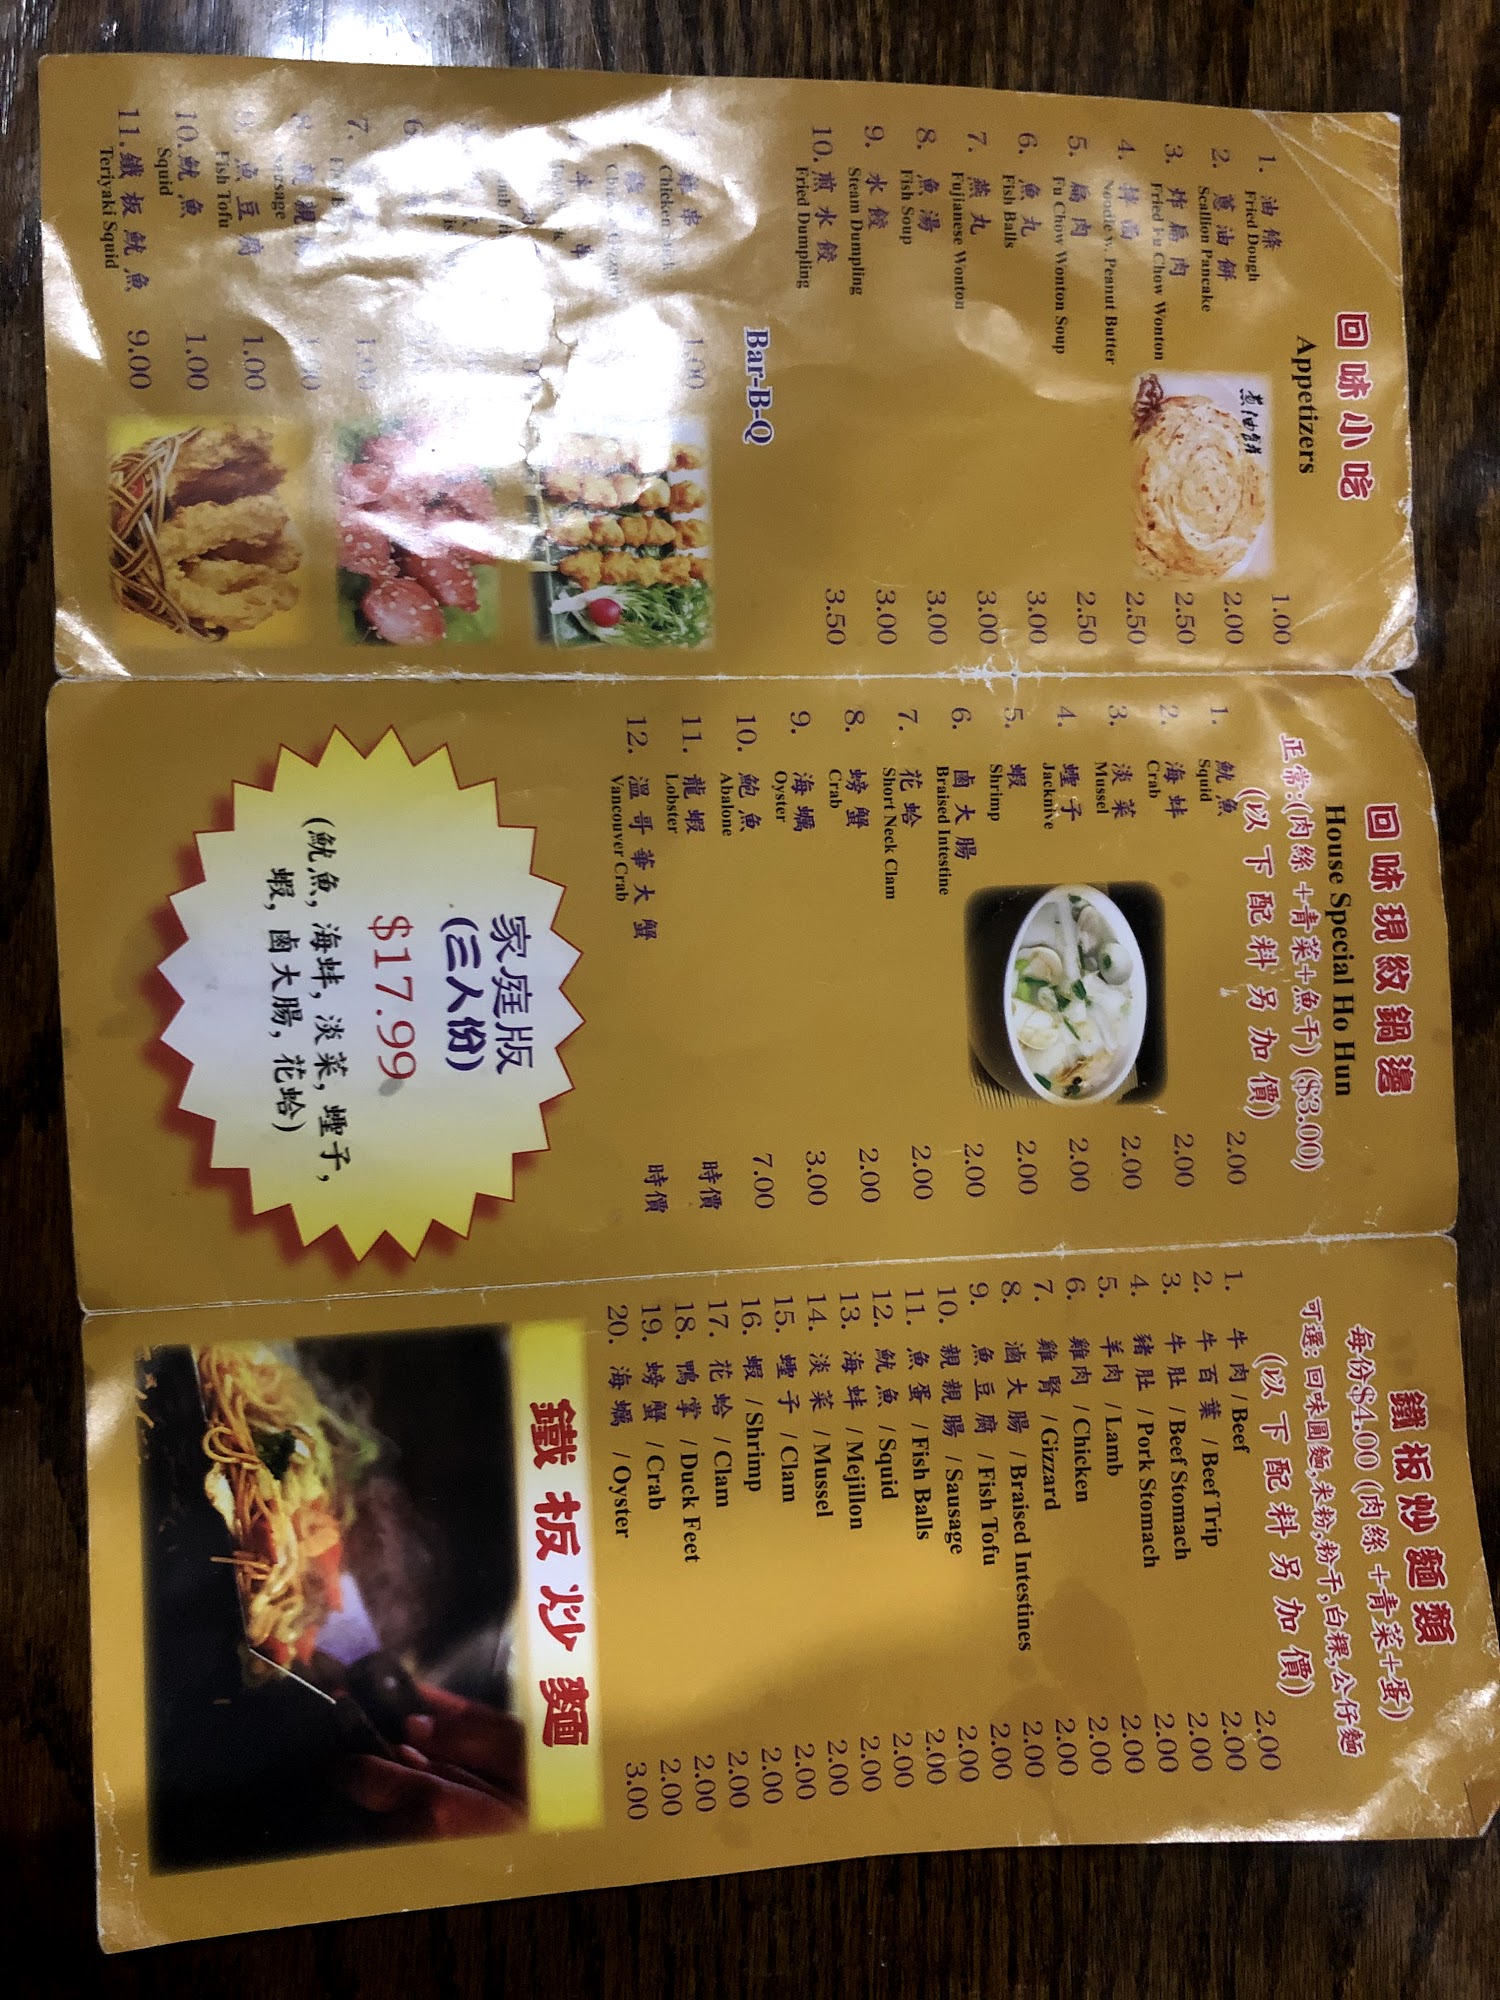 回味小吃
Appetizers
蔥油餅
1. 油條 1.00
Fried Dough
2. 蔥油餅 2.00
Scallion Pancake
3. 炸扁肉 2.50
Fried Fu Chow Wonton
4. 拌面 2.50
Noodle W. Peanut Butter
5. 扁肉 2.50
Fu Chow Wonton Soup
6. 魚丸 3.00
Fish Balls
7. 燕丸 3.00
Fujianese Wonton
8. 魚湯 3.00
Fish Soup
9. 水餃 3.00
Steam Dumpling
10. 煎水餃 3.50
Fried Dumpling
Bar-B-Q
串 1.00
Chicken
7. 1.00
8. 1.00
9. 魚豆腐 1.00
Fish Tofu
10. 魷魚 1.00
Squid
11. 鐵板魷魚 9.00
Teriyaki Squid
回味現紋鍋邊
House Special Ho Hun
正常:(肉絲+青菜+魚干) ($3.00)
(以下配料另加價)
1. 魷魚 2.00
Squid
2. 海蚌 2.00
Crab
3. 淡菜 2.00
Mussel
4. 蟶子 2.00
Jacknive
5. 蝦 2.00
Shrimp
6. 鹵大腸 2.00
Braised Intestine
7. 花蛤 2.00
Short Neck Clam
8. 螃蟹 2.00
Crab
9. 海蠣 3.00
Oyster
10. 鮑魚 7.00
Abalone
11. 龍蝦 時價
Lobster
12. 溫哥華大蟹 時價
Vancouver Crab
家庭版
(三人份)
$17.99
(魷魚, 海蚌, 淡菜, 蟶子,
蝦, 鹵大腸, 花蛤)
鐵板炒麵類
每份$4.00 (肉絲+青菜+蛋)
可選: 回味圓麵,米粉,粉干,白粿,公仔麵
(以下配料另加價)
1. 牛肉 / Beef 2.00
2. 牛百葉 / Beef Trip 2.00
3. 牛肚 / Beef Stomach 2.00
4. 豬肚 / Pork Stomach 2.00
5. 羊肉 / Lamb 2.00
6. 雞肉 / Chicken 2.00
7. 雞腎 / Gizzard 2.00
8. 滷大腸 / Braised Intestines 2.00
9. 魚豆腐 / Fish Tofu 2.00
10. 親親腸 / Sausage 2.00
11. 魚蛋 / Fish Balls 2.00
12. 魷魚 / Squid 2.00
13. 海蚌 / Mejillon 2.00
14. 淡菜 / Mussel 2.00
15. 蟶子 / Clam 2.00
16. 蝦 / Shrimp 2.00
17. 花蛤 / Clam 2.00
18. 鴨掌 / Duck Feet 2.00
19. 螃蟹 / Crab 2.00
20. 海蠣 / Oyster 3.00
鐵板炒麵